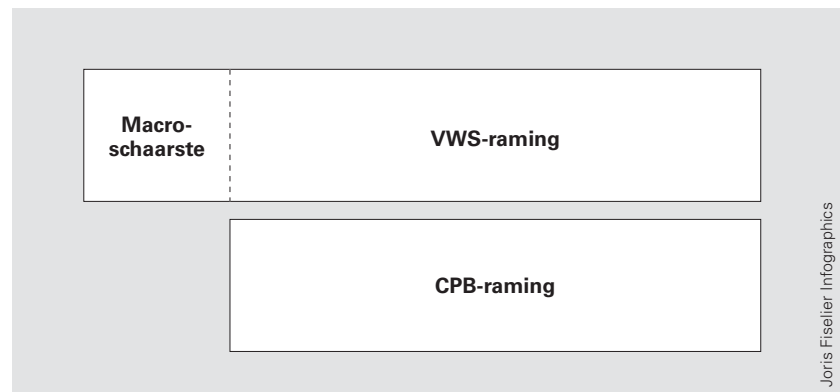 Macro-
schaarste
VWS-raming
CPB-raming
Joris Fiselier Infographics